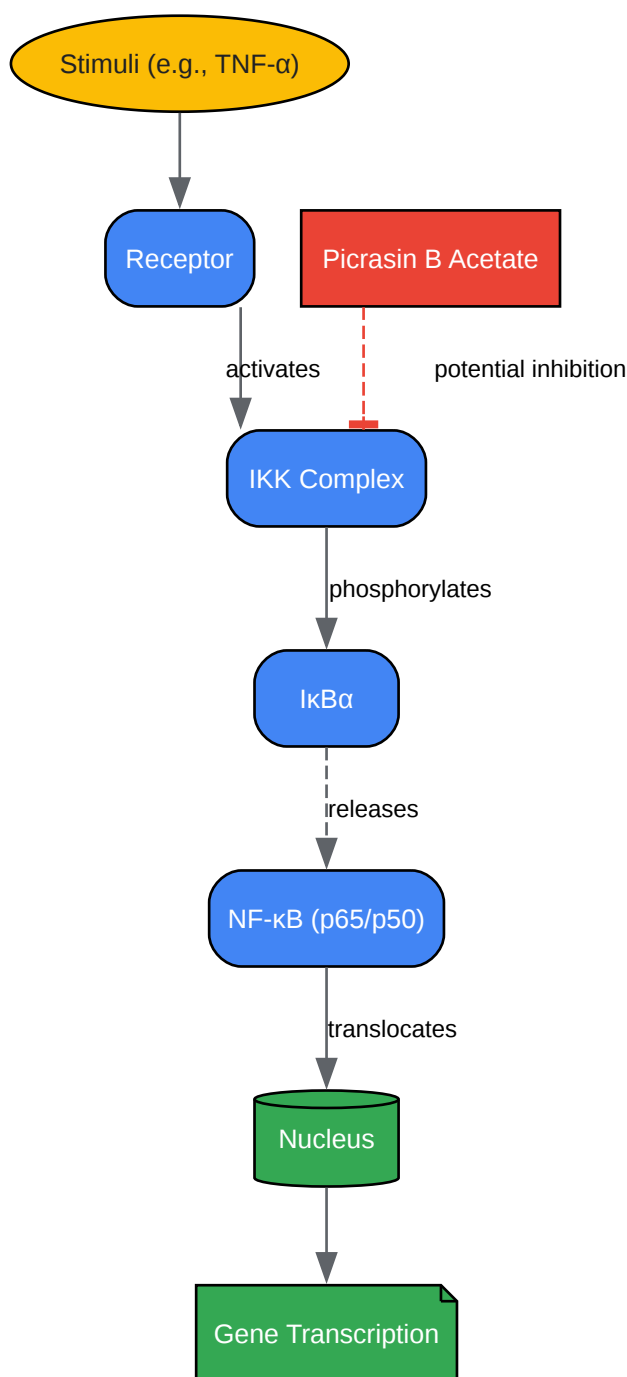 Stimuli (e.g., TNF-α)
Receptor
Picrasin B Acetate
activates
potential inhibition
IKK Complex
phosphorylates
IκBα
releases
NF-κB (p65/p50)
translocates
Nucleus
Gene Transcription